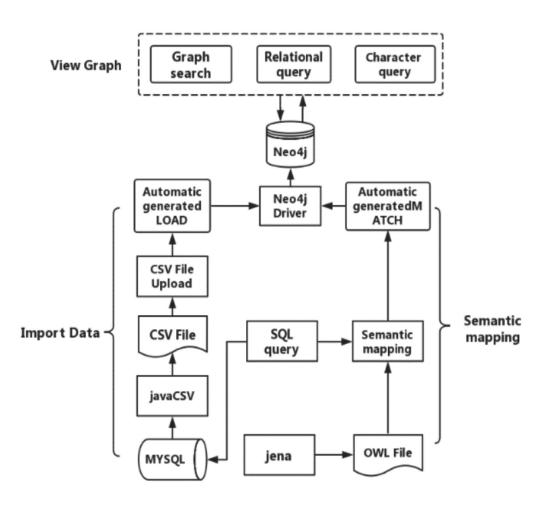 View Graph
Graph
search
Relational
query
Character
query
Neo4j
Automatic
generated
LOAD
Neo4j
Driver
Automatic
generatedM
ATCH
CSV File
Upload
Import Data
CSV File
SQL
query
Semantic
mapping
Semantic
mapping
javaCSV
MYSQL
jena
OWL File